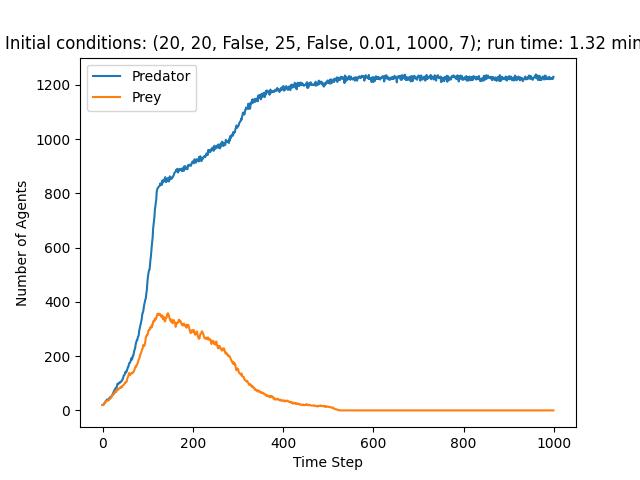 Initial conditions: (20, 20, False, 25, False, 0.01, 1000, 7); run time: 1.32 min
Predator
Prey
1200
1000
800
600
400
200
0
Number of Agents
0 200 400 600 800 1000
Time Step